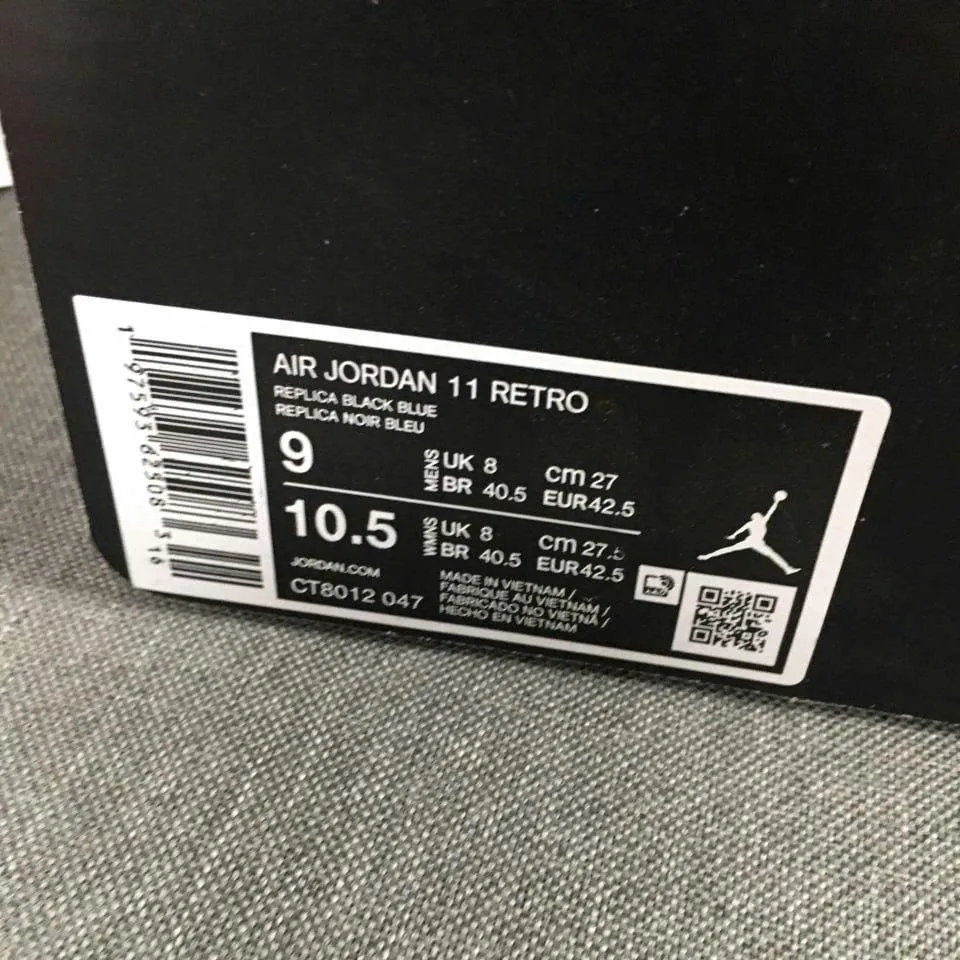 AIR JORDAN 11 RETRO
REPLICA BLACK BLUE
REPLICA NOIR BLEU
9 MENS UK 8 cm 27
BR 40.5 EUR42.5
10.5 WMNS UK 8 cm 27.5
BR 40.5 EUR42.5
JORDAN.COM
CT8012 047
MADE IN VIETNAM /
FABRIQUE AU VIETNAM /
FABRICADO NO VIETNÃ /
HECHO EN VIETNAM